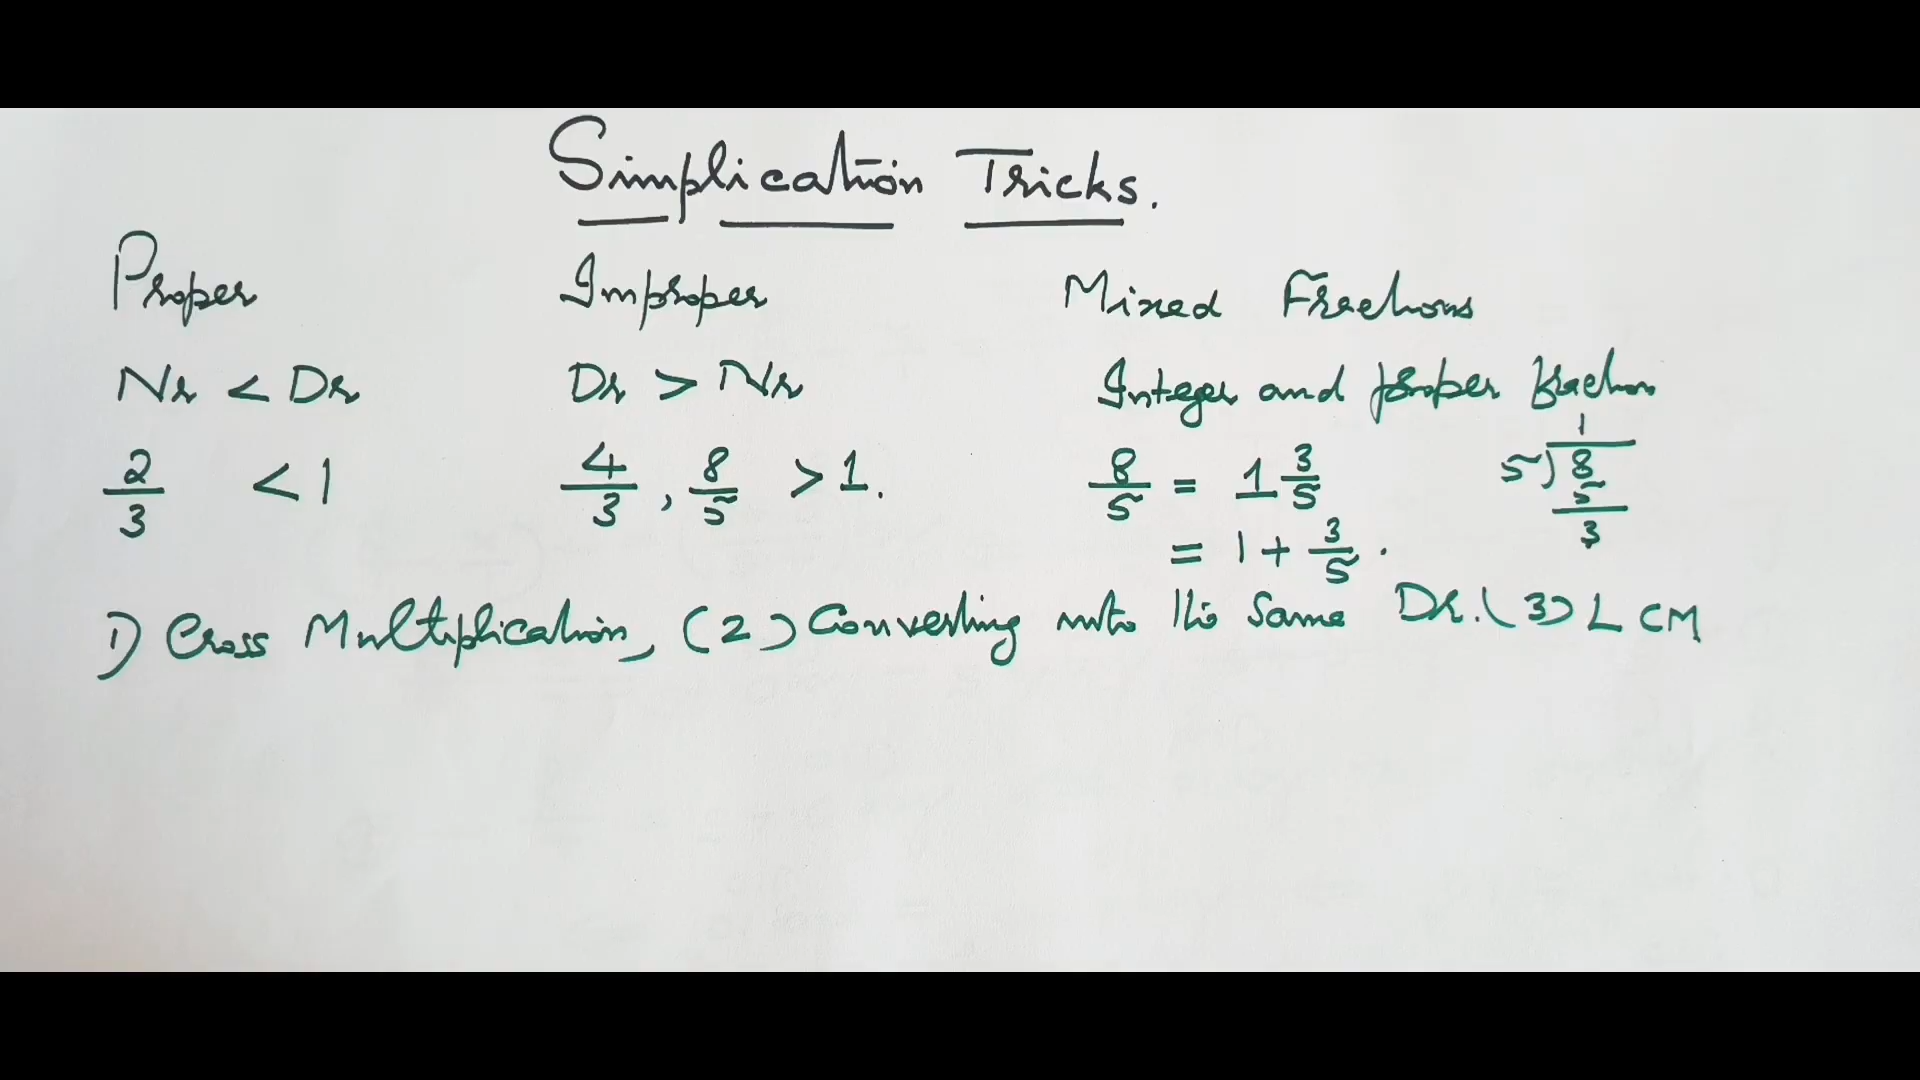 Simplication Tricks.
Proper Improper Mixed Fractions
Nr < Dr Dr > Nr Integer and proper fraction
2/3 < 1 4/3, 8/5 > 1. 8/5 = 1 3/5 5) 8 1 5 3
= 1 + 3/5.
1) Cross Multiplication, (2) Converting into the same Dr. (3) LCM